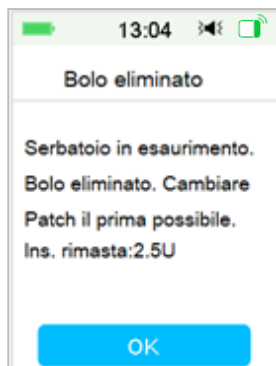 13:04
Bolo eliminato
Serbatoio in esaurimento.
Bolo eliminato. Cambiare
Patch il prima possibile.
Ins. rimasta:2.5U
OK